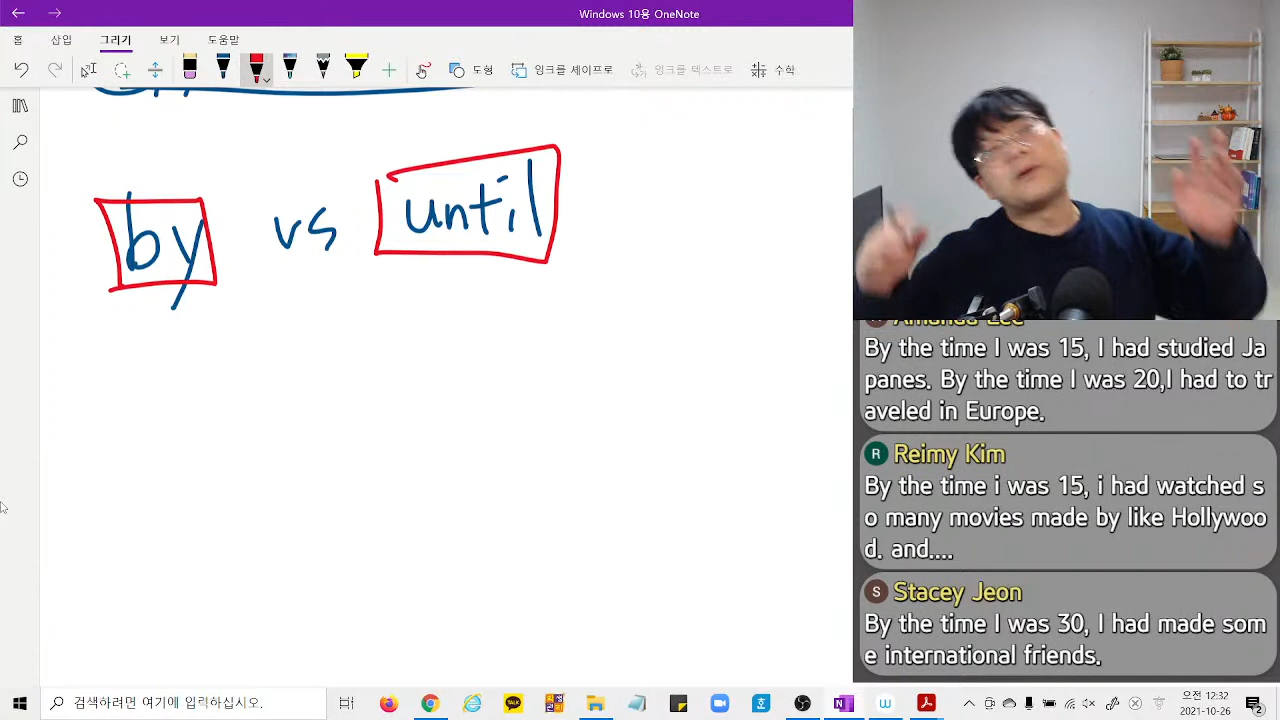 Windows 10용 OneNote
홈 삽입 그리기 보기 도움말
도형 잉크를 셰이프로 잉크를 텍스트로 수학
by vs until
Amanda Lee
By the time I was 15, I had studied Ja
panes. By the time I was 20,I had to tr
aveled in Europe.
R Reimy Kim
By the time i was 15, i had watched s
o many movies made by like Hollywoo
d. and....
S Stacey Jeon
By the time I was 30, I had made som
e international friends.
검색하려면 여기에 입력하십시오.
TALK
N
W
오전 7:32
2021-10-26
2